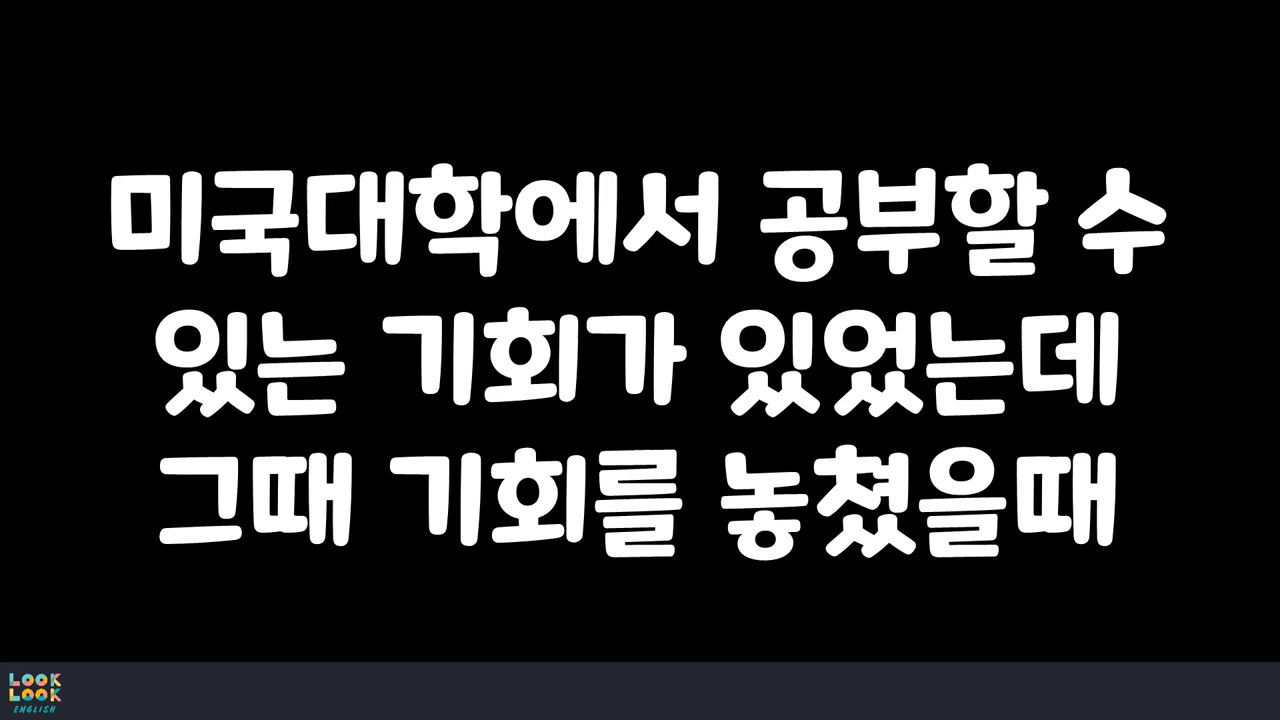 미국대학에서 공부할 수
있는 기회가 있었는데
그때 기회를 놓쳤을때
LOOK
LOOK
ENGLISH